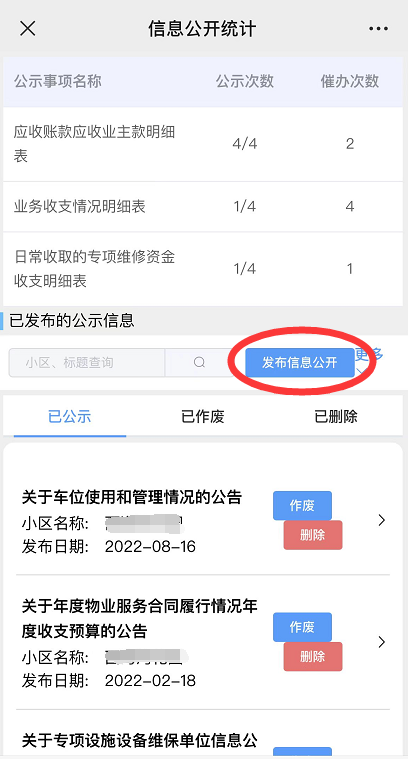 信息公开统计
公示事项名称 公示次数 催办次数
应收账款应收业主款明细
表
4/4 2
业务收支情况明细表 1/4 4
日常收取的专项维修资金
收支明细表
1/4 1
已发布的公示信息
小区、标题查询 发布信息公开 更多
已公示 已作废 已删除
关于车位使用和管理情况的公告
作废
小区名称:
删除
发布日期: 2022-08-16
关于年度物业服务合同履行情况年
度收支预算的公告
作废
小区名称:
删除
发布日期: 2022-02-18
关于专项设施设备维保单位信息公